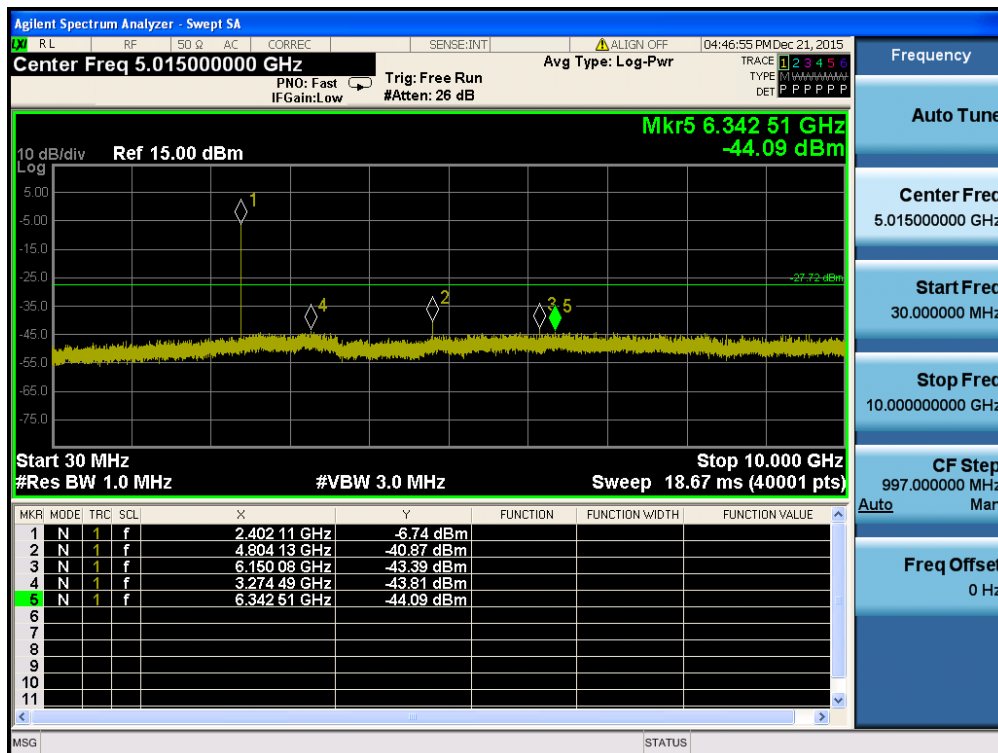 Agilent Spectrum Analyzer - Swept SA
LXI RL RF 50 Ω AC CORREC SENSE:INT ALIGN OFF 04:46:55 PM Dec 21, 2015
Center Freq 5.015000000 GHz
PNO: Fast
IFGain:Low
Trig: Free Run
#Atten: 26 dB
Avg Type: Log-Pwr
TRACE 1 2 3 4 5 6
TYPE M
DET P P P P P P
Mkr5 6.342 51 GHz
-44.09 dBm
10 dB/div Ref 15.00 dBm
Log
5.00
-5.00
-15.0
-25.0
-35.0
-45.0
-55.0
-65.0
-75.0
1
4
2
3
5
-27.72 dBm
Start 30 MHz Stop 10.000 GHz
#Res BW 1.0 MHz #VBW 3.0 MHz Sweep 18.67 ms (40001 pts)
MKR MODE TRC SCL X Y FUNCTION FUNCTION WIDTH FUNCTION VALUE
1 N 1 f 2.402 11 GHz -6.74 dBm
2 N 1 f 4.804 13 GHz -40.87 dBm
3 N 1 f 6.150 08 GHz -43.39 dBm
4 N 1 f 3.274 49 GHz -43.81 dBm
5 N 1 f 6.342 51 GHz -44.09 dBm
6
7
8
9
10
11
MSG STATUS
Frequency
Auto Tune
Center Freq
5.015000000 GHz
Start Freq
30.000000 MHz
Stop Freq
10.000000000 GHz
CF Step
997.000000 MHz
Auto Man
Freq Offset
0 Hz